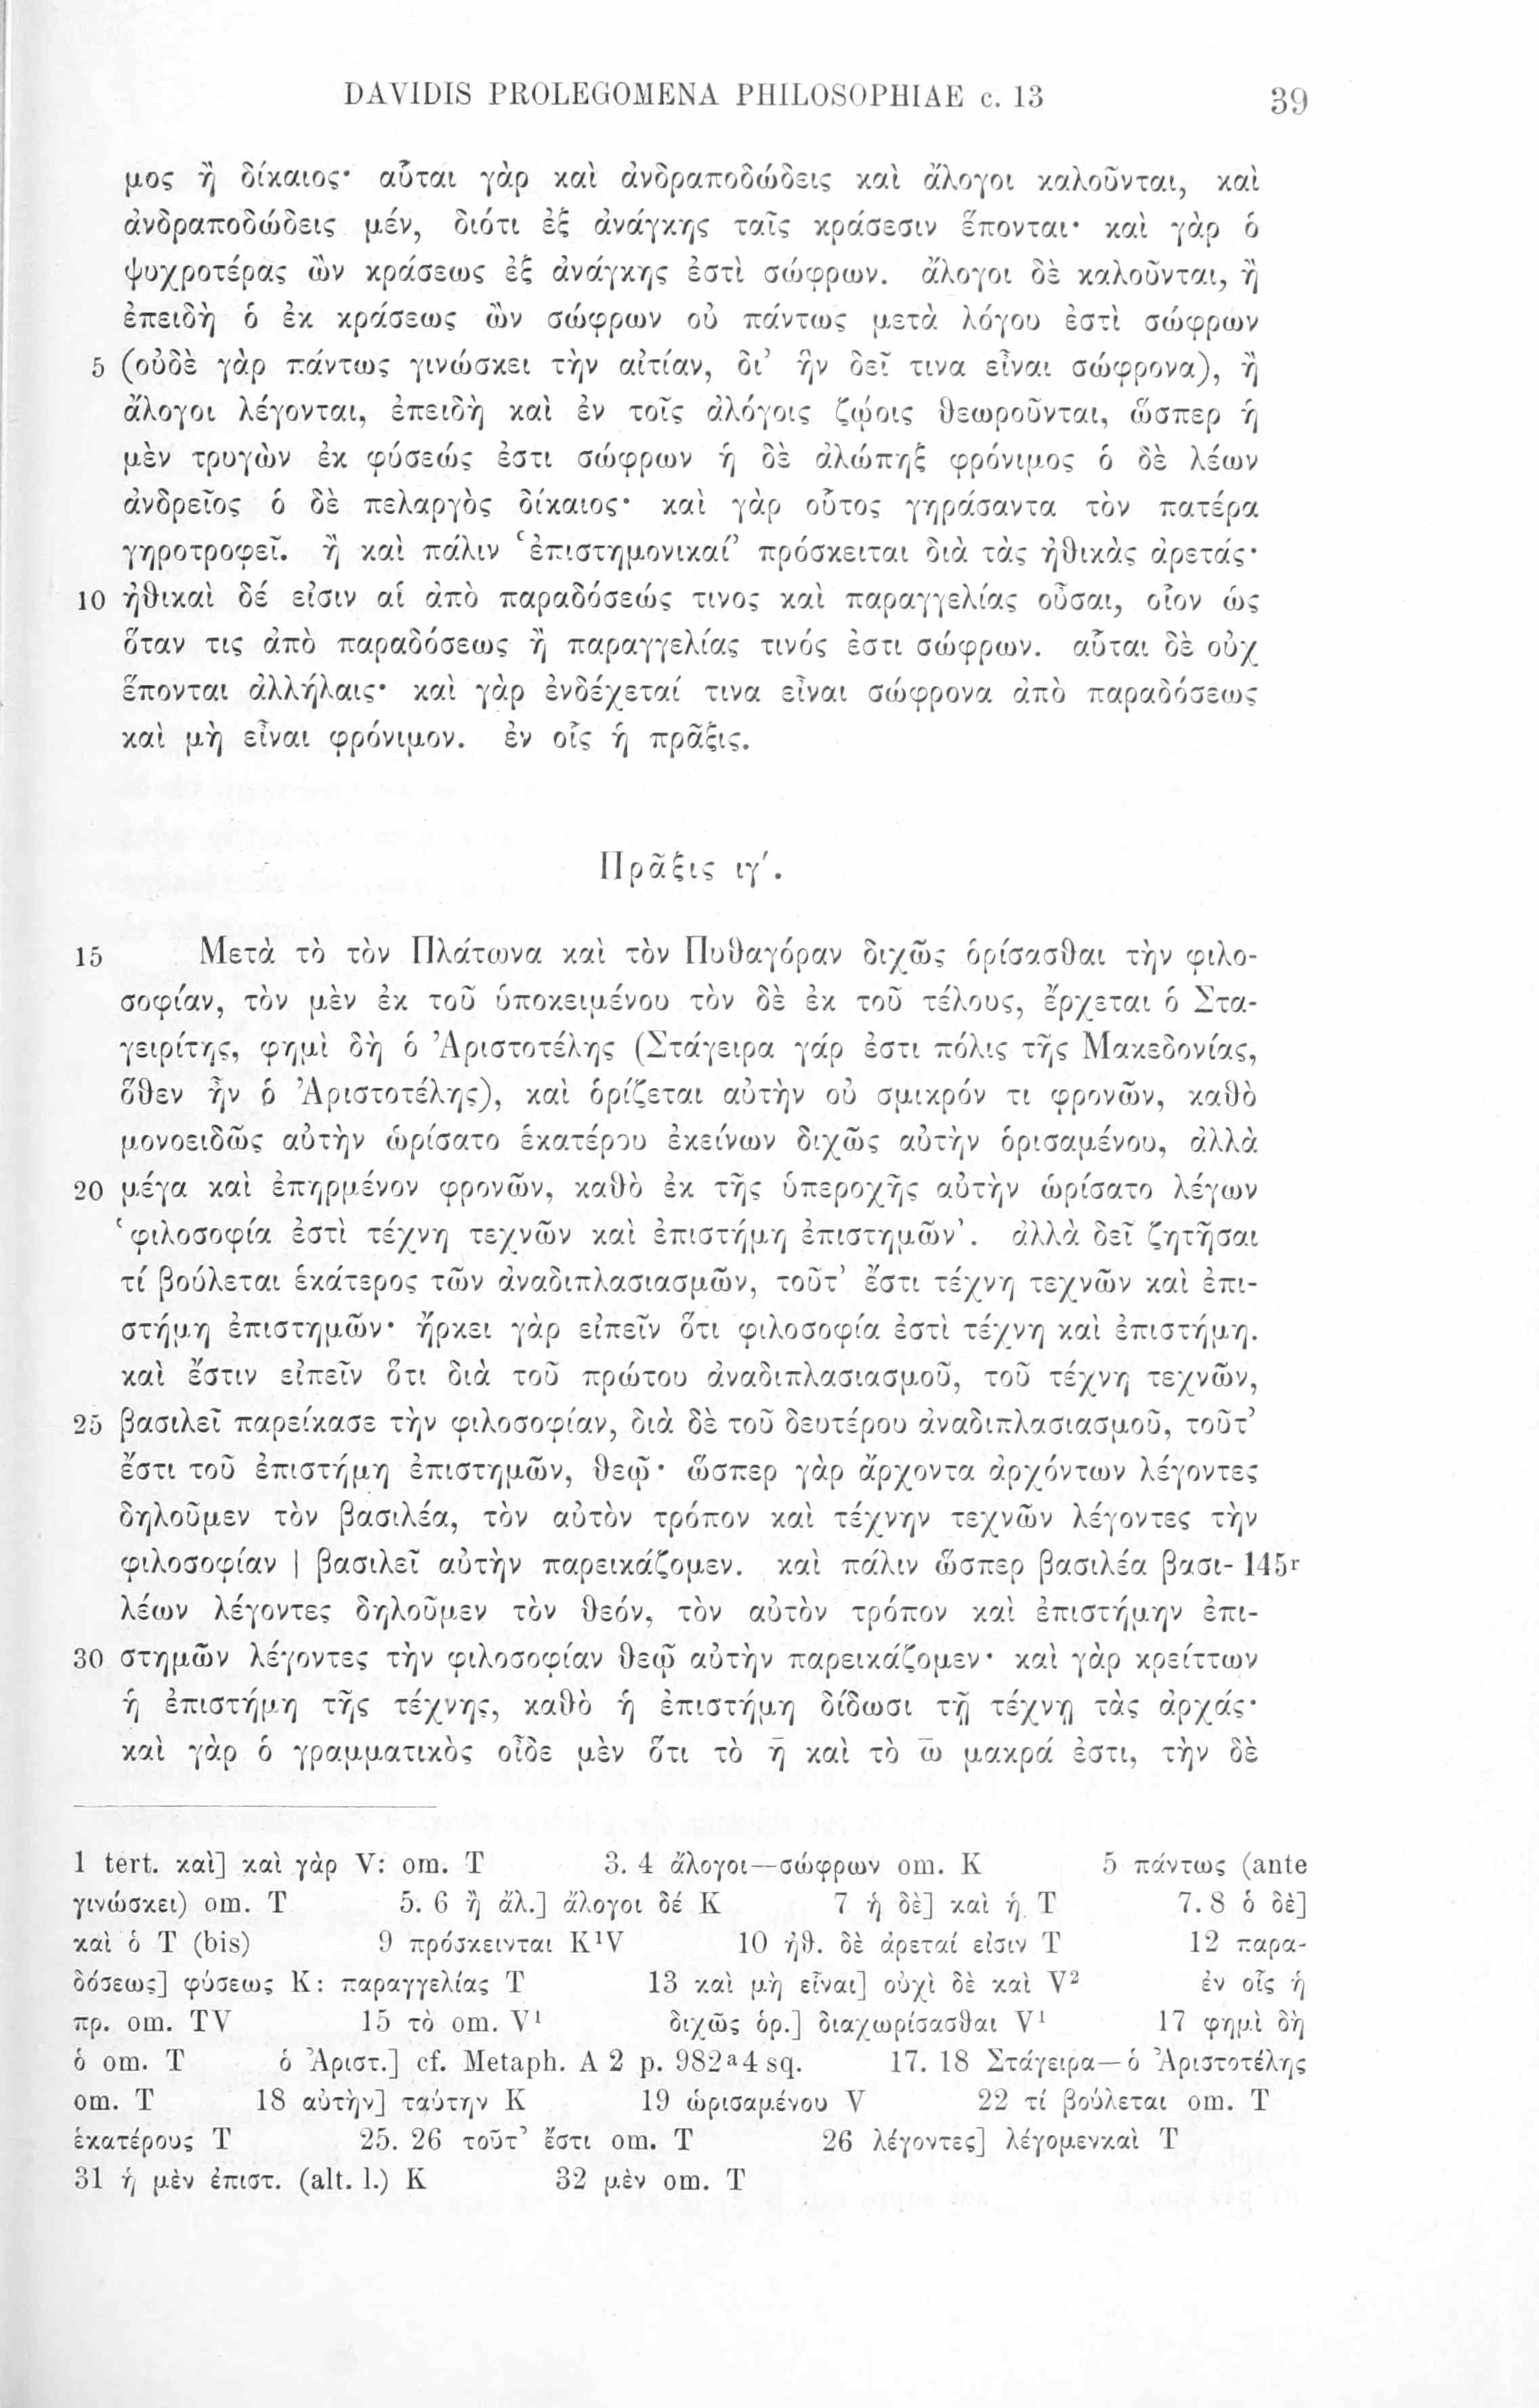 DAVIDIS PROLEGOMENA PHILOSOPHIAE c. 13 39
μος ἢ δίκαιος· αὗται γὰρ καὶ ἀνδραποδώδεις καὶ ἄλογοι καλοῦνται, καὶ
ἀνδραποδώδεις μέν, διότι ἐξ ἀνάγκης ταῖς κράσεσιν ἕπονται· καὶ γὰρ ὁ
ψυχροτέρας ὢν κράσεως ἐξ ἀνάγκης ἐστὶ σώφρων. ἄλογοι δὲ καλοῦνται, ἢ
ἐπειδὴ ὁ ἐκ κράσεως ὢν σώφρων οὐ πάντως μετὰ λόγου ἐστὶ σώφρων
5 (οὐδὲ γὰρ πάντως γινώσκει τὴν αἰτίαν, δι’ ἣν δεῖ τινα εἶναι σώφρονα), ἢ
ἄλογοι λέγονται, ἐπειδὴ καὶ ἐν τοῖς ἀλόγοις ζῴοις θεωροῦνται, ὥσπερ ἡ
μὲν τρυγὼν ἐκ φύσεώς ἐστι σώφρων ἡ δὲ ἀλώπηξ φρόνιμος ὁ δὲ λέων
ἀνδρεῖος ὁ δὲ πελαργὸς δίκαιος· καὶ γὰρ οὗτος γηράσαντα τὸν πατέρα
γηροτροφεῖ. ἢ καὶ πάλιν ‘ἐπιστημονικαί’ πρόσκειται διὰ τὰς ἠθικὰς ἀρετάς·
10 ἠθικαὶ δέ εἰσιν αἱ ἀπὸ παραδόσεώς τινος καὶ παραγγελίας οὖσαι, οἷον ὡς
ὅταν τις ἀπὸ παραδόσεως ἢ παραγγελίας τινός ἐστι σώφρων. αὗται δὲ οὐχ
ἕπονται ἀλλήλαις· καὶ γὰρ ἐνδέχεταί τινα εἶναι σώφρονα ἀπὸ παραδόσεως
καὶ μὴ εἶναι φρόνιμον. ἐν οἷς ἡ πρᾶξις.
Πρᾶξις ιγʹ.
15 Μετὰ τὸ τὸν Πλάτωνα καὶ τὸν Πυθαγόραν διχῶς ὁρίσασθαι τὴν φιλο-
σοφίαν, τὸν μὲν ἐκ τοῦ ὑποκειμένου τὸν δὲ ἐκ τοῦ τέλους, ἔρχεται ὁ Στα-
γειρίτης, φημὶ δὴ ὁ Ἀριστοτέλης (Στάγειρα γάρ ἐστι πόλις τῆς Μακεδονίας,
ὅθεν ἦν ὁ Ἀριστοτέλης), καὶ ὁρίζεται αὐτὴν οὐ σμικρόν τι φρονῶν, καθὸ
μονοειδῶς αὐτὴν ὡρίσατο ἑκατέρου ἐκείνων διχῶς αὐτὴν ὁρισαμένου, ἀλλὰ
20 μέγα καὶ ἐπηρμένον φρονῶν, καθὸ ἐκ τῆς ὑπεροχῆς αὐτὴν ὡρίσατο λέγων
‘φιλοσοφία ἐστὶ τέχνη τεχνῶν καὶ ἐπιστήμη ἐπιστημῶν’. ἀλλὰ δεῖ ζητῆσαι
τί βούλεται ἑκάτερος τῶν ἀναδιπλασιασμῶν, τοῦτ’ ἔστι τέχνη τεχνῶν καὶ ἐπι-
στήμη ἐπιστημῶν· ἤρκει γὰρ εἰπεῖν ὅτι φιλοσοφία ἐστὶ τέχνη καὶ ἐπιστήμη.
καὶ ἔστιν εἰπεῖν ὅτι διὰ τοῦ πρώτου ἀναδιπλασιασμοῦ, τοῦ τέχνη τεχνῶν,
25 βασιλεῖ παρείκασε τὴν φιλοσοφίαν, διὰ δὲ τοῦ δευτέρου ἀναδιπλασιασμοῦ, τοῦτ’
ἔστι τοῦ ἐπιστήμη ἐπιστημῶν, θεῷ· ὥσπερ γὰρ ἄρχοντα ἀρχόντων λέγοντες
δηλοῦμεν τὸν βασιλέα, τὸν αὐτὸν τρόπον καὶ τέχνην τεχνῶν λέγοντες τὴν
φιλοσοφίαν | βασιλεῖ αὐτὴν παρεικάζομεν. καὶ πάλιν ὥσπερ βασιλέα βασι- 145r
λέων λέγοντες δηλοῦμεν τὸν θεόν, τὸν αὐτὸν τρόπον καὶ ἐπιστήμην ἐπι-
30 στημῶν λέγοντες τὴν φιλοσοφίαν θεῷ αὐτὴν παρεικάζομεν· καὶ γὰρ κρείττων
ἡ ἐπιστήμη τῆς τέχνης, καθὸ ἡ ἐπιστήμη δίδωσι τῇ τέχνῃ τὰς ἀρχάς·
καὶ γὰρ ὁ γραμματικὸς οἶδε μὲν ὅτι τὸ η̄ καὶ τὸ ω̄ μακρά ἐστι, τὴν δὲ
1 tert. καὶ] καὶ γὰρ V: om. T 3. 4 ἄλογοι—σώφρων om. K 5 πάντως (ante
γινώσκει) om. T 5. 6 ἢ ἄλ.] ἄλογοι δέ K 7 ἡ δὲ] καὶ ἡ T 7. 8 ὁ δὲ]
καὶ ὁ T (bis) 9 πρόσκεινται K¹V 10 ἠθ. δὲ ἀρεταί εἰσιν T 12 παρα-
δόσεως] φύσεως K: παραγγελίας T 13 καὶ μὴ εἶναι] οὐχὶ δὲ καὶ V² ἐν οἷς ἡ
πρ. om. TV 15 τὸ om. V¹ διχῶς ὁρ.] διαχωρίσασθαι V¹ 17 φημὶ δὴ
ὁ om. T ὁ Ἀριστ.] cf. Metaph. A 2 p. 982ᵃ4 sq. 17. 18 Στάγειρα—ὁ Ἀριστοτέλης
om. T 18 αὐτὴν] ταύτην K 19 ὡρισαμένου V 22 τί βούλεται om. T
ἑκατέρους T 25. 26 τοῦτ’ ἔστι om. T 26 λέγοντες] λέγομενκαὶ T
31 ἡ μὲν ἐπιστ. (alt. l.) K 32 μὲν om. T